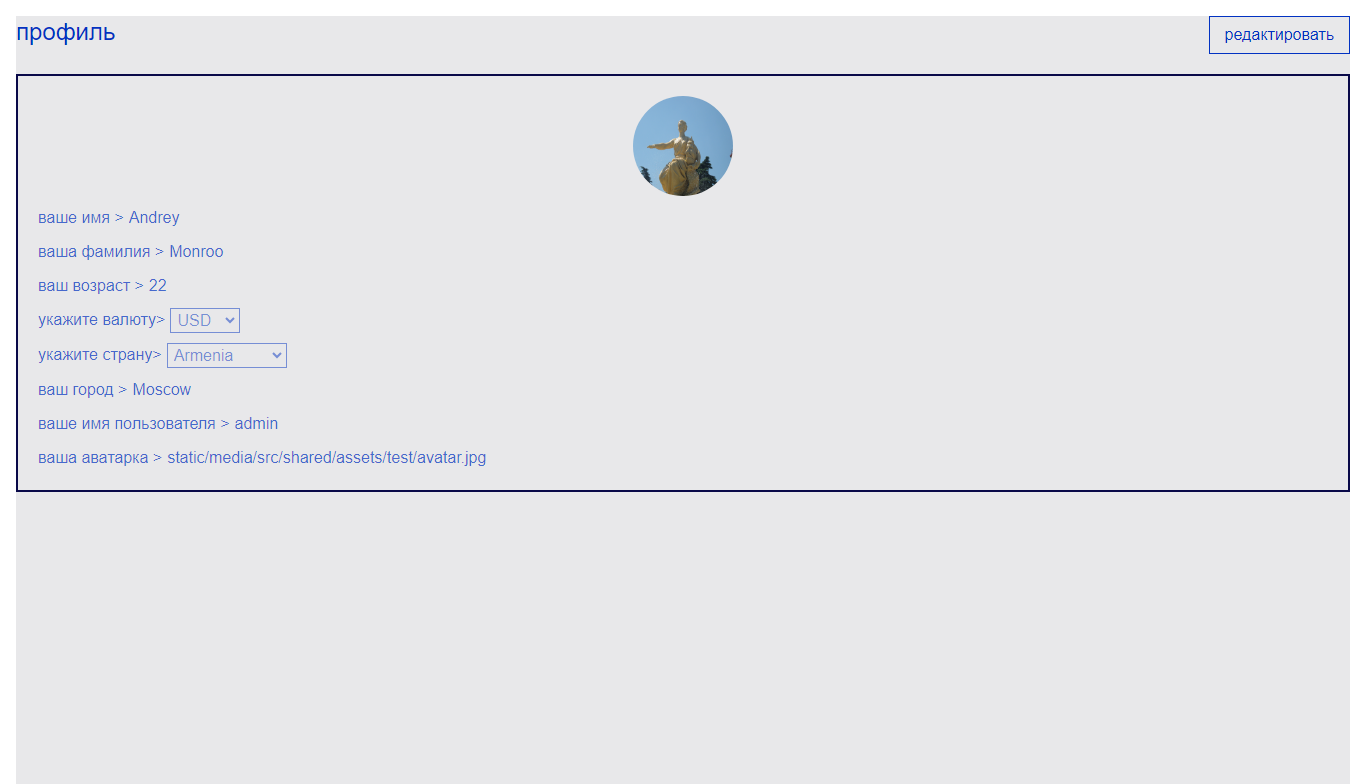 профиль
редактировать
ваше имя > Andrey
ваша фамилия > Monroo
ваш возраст > 22
укажите валюту> USD
укажите страну> Armenia
ваш город > Moscow
ваше имя пользователя > admin
ваша аватарка > static/media/src/shared/assets/test/avatar.jpg